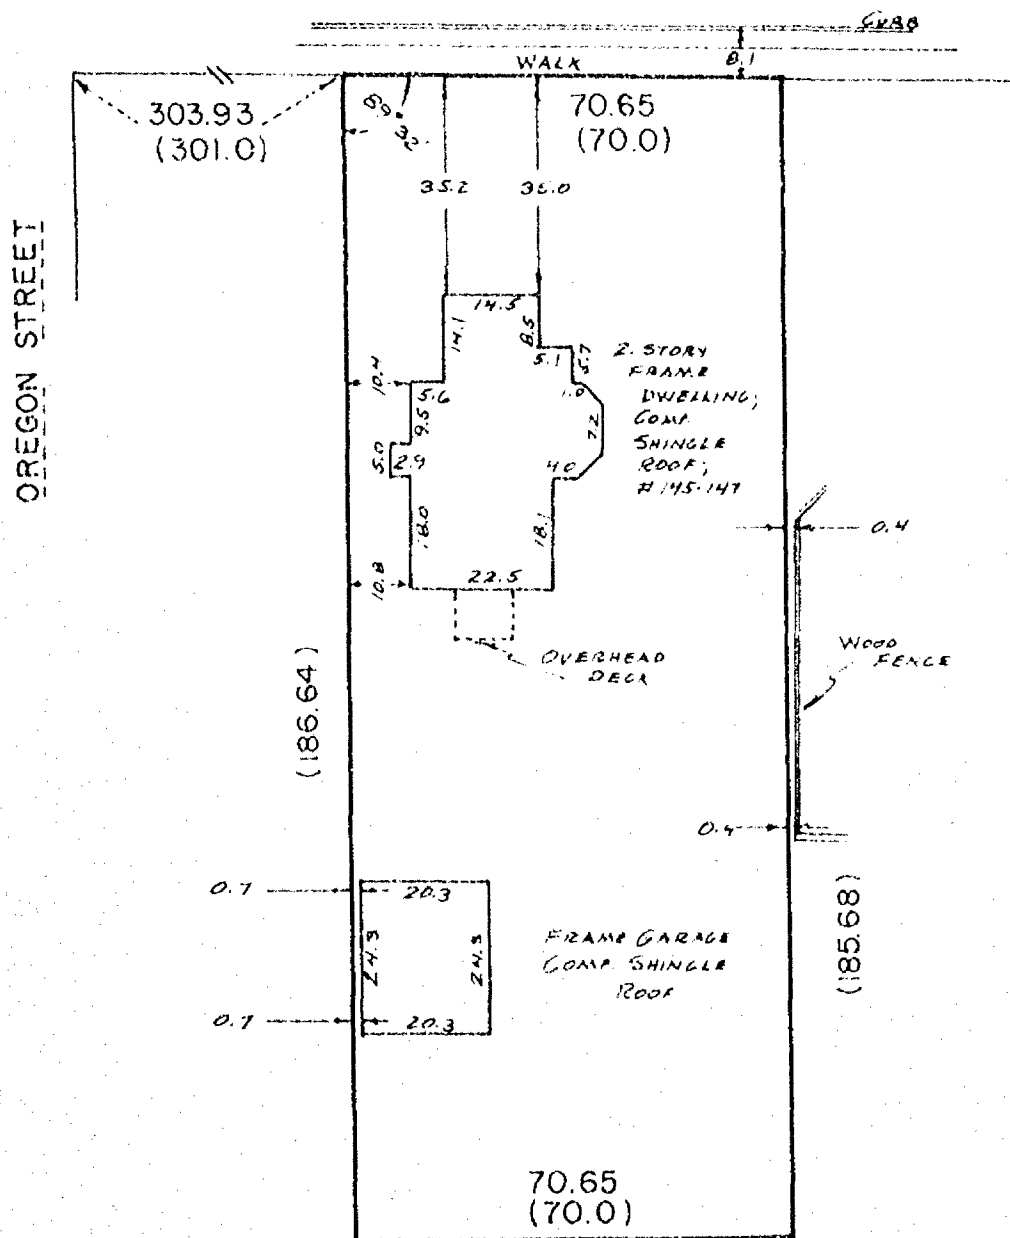 CURB
8.1
WALK
303.93
(301.0)
89° 32'
70.65
(70.0)
35.2
35.0
OREGON STREET
14.5
14.1
8.5
5.1
5.7
1.0
7.2
4.0
10.4
5.6
9.5
5.0
2.9
18.0
18.1
10.8
22.5
2. STORY
FRAME
DWELLING;
COMP.
SHINGLE
ROOF;
#145-147
0.4
OVERHEAD
DECK
WOOD
FENCE
(186.64)
0.4
0.7
20.3
24.3
24.3
0.7
20.3
FRAME GARAGE
COMP. SHINGLE
ROOF
(185.68)
70.65
(70.0)